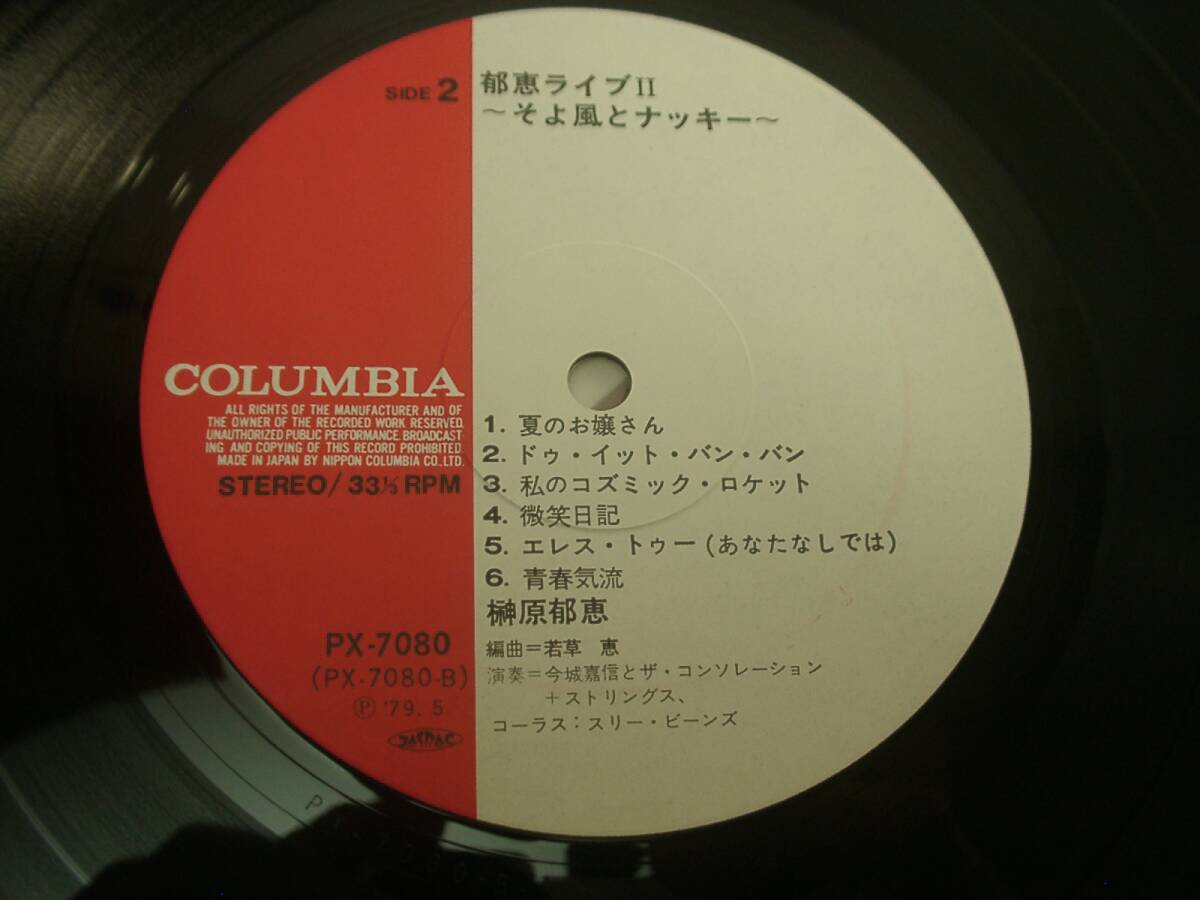 SIDE 2
郁恵ライブII
〜そよ風とナッキー〜
COLUMBIA
ALL RIGHTS OF THE MANUFACTURER AND OF
THE OWNER OF THE RECORDED WORK RESERVED.
UNAUTHORIZED PUBLIC PERFORMANCE. BROADCAST
ING AND COPYING OF THIS RECORD PROHIBITED
MADE IN JAPAN BY NIPPON COLUMBIA CO., LTD.
STEREO/33⅓ RPM
1. 夏のお嬢さん
2. ドゥ・イット・バン・バン
3. 私のコズミック・ロケット
4. 微笑日記
5. エレス・トゥー(あなたなしでは)
6. 青春気流
榊原郁恵
編曲=若草 恵
演奏=今城嘉信とザ・コンソレーション
+ストリングス、
コーラス:スリー・ビーンズ
PX-7080
(PX-7080-B)
Ⓟ '79. 5
JASRAC